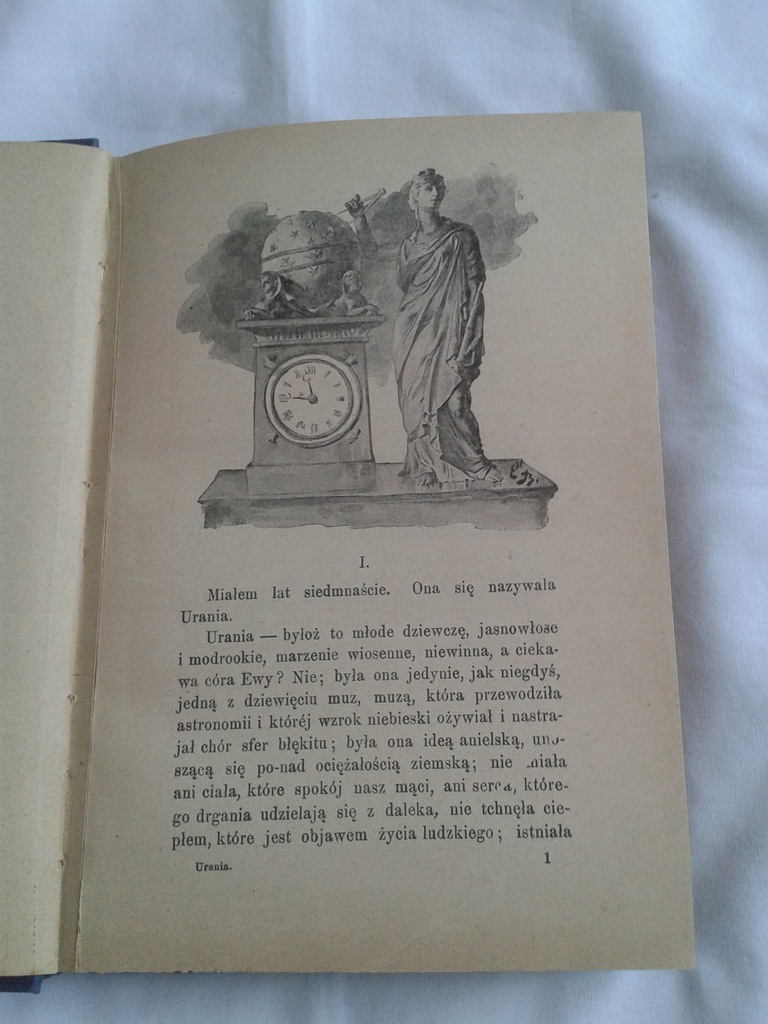 I.
Miałem lat siedmnaście. Ona się nazywała
Urania.
Urania — byłoż to młode dziewczę, jasnowłose
i modrookie, marzenie wiosenne, niewinna, a cieka-
wa córa Ewy? Nie; była ona jedynie, jak niegdyś,
jedną z dziewięciu muz, muzą, która przewodziła
astronomii i któréj wzrok niebieski ożywiał i nastra-
jał chór sfer błękitu; była ona ideą anielską, uno-
szącą się po-nad ociężałością ziemską; nie miała
ani ciała, które spokój nasz mąci, ani serca, które-
go drgania udzielają się z daleka, nie tchnęła cie-
płem, które jest objawem życia ludzkiego; istniała
Urania.
1